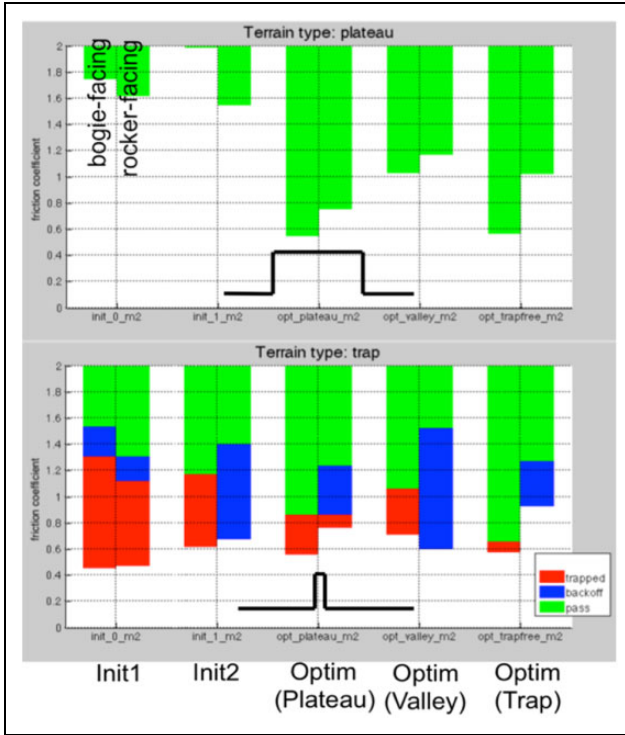 Terrain type: plateau
2
1.8
1.6
1.4
1.2
1
0.8
0.6
0.4
0.2
0
friction coefficient
bogie-facing
rocker-facing
init_0_m2 init_1_m2 opt_plateau_m2 opt_valley_m2 opt_trapfree_m2
Terrain type: trap
2
1.8
1.6
1.4
1.2
1
0.8
0.6
0.4
0.2
0
friction coefficient
trapped
backoff
pass
init_0_m2 init_1_m2 opt_plateau_m2 opt_valley_m2 opt_trapfree_m2
Init1 Init2 Optim Optim Optim
(Plateau) (Valley) (Trap)